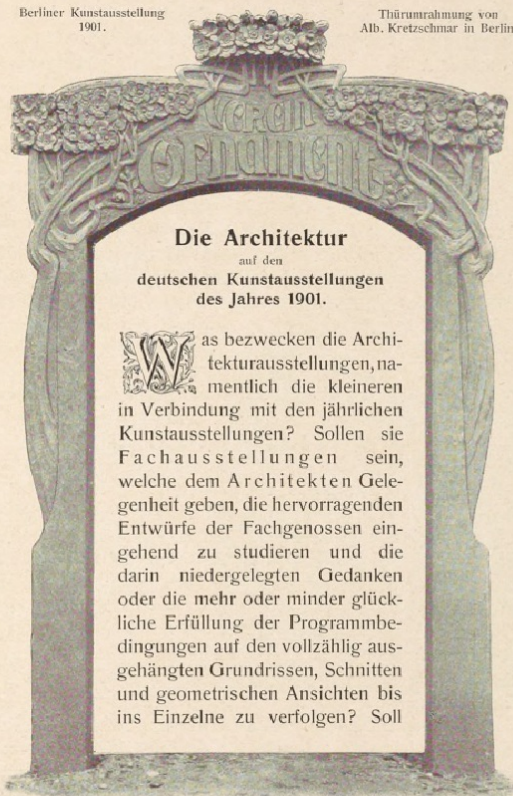 Berliner Kunstausstellung
1901.
Thürumrahmung von
Alb. Kretzschmar in Berlin
VEREIN
ORNAMENT
Die Architektur
auf den
deutschen Kunstausstellungen
des Jahres 1901.
Was bezwecken die Archi-
tekturausstellungen, na-
mentlich die kleineren
in Verbindung mit den jährlichen
Kunstausstellungen? Sollen sie
Fachausstellungen sein,
welche dem Architekten Gele-
genheit geben, die hervorragenden
Entwürfe der Fachgenossen ein-
gehend zu studieren und die
darin niedergelegten Gedanken
oder die mehr oder minder glück-
liche Erfüllung der Programmbe-
dingungen auf den vollzählig aus-
gehängten Grundrissen, Schnitten
und geometrischen Ansichten bis
ins Einzelne zu verfolgen? Soll